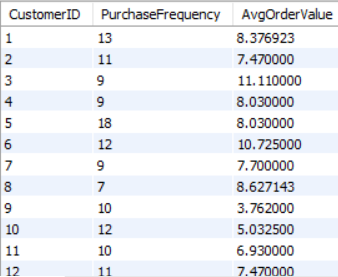 CustomerID PurchaseFrequency AvgOrderValue
1 13 8.376923
2 11 7.470000
3 9 11.110000
4 9 8.030000
5 18 8.030000
6 12 10.725000
7 9 7.700000
8 7 8.627143
9 10 3.762000
10 12 5.032500
11 10 6.930000
12 11 7.470000